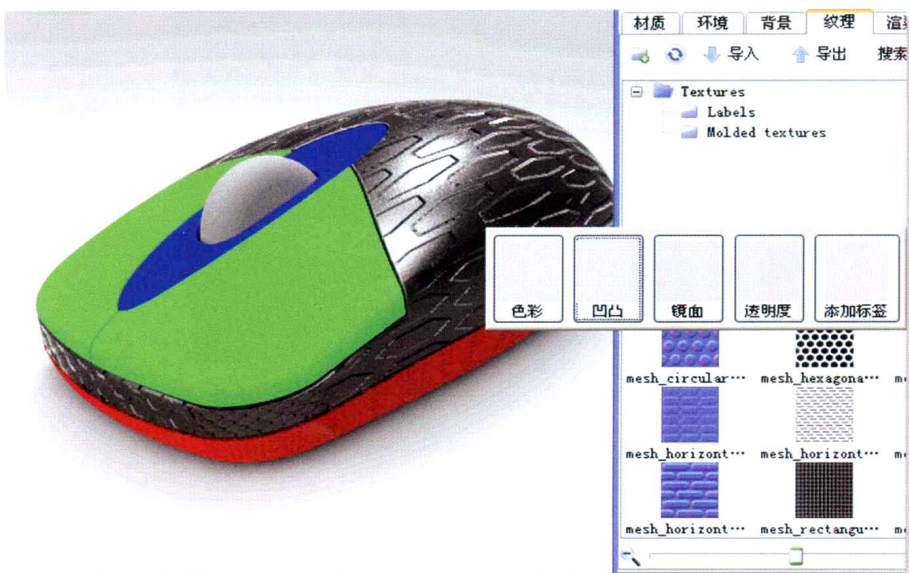 材质 环境 背景 纹理
导入 导出 搜索
Textures
Labels
Molded textures
色彩 凹凸 镜面 透明度 添加标签
mesh_circular··· mesh_hexagona···
mesh_horizont··· mesh_horizont···
mesh_horizont··· mesh_rectangu···